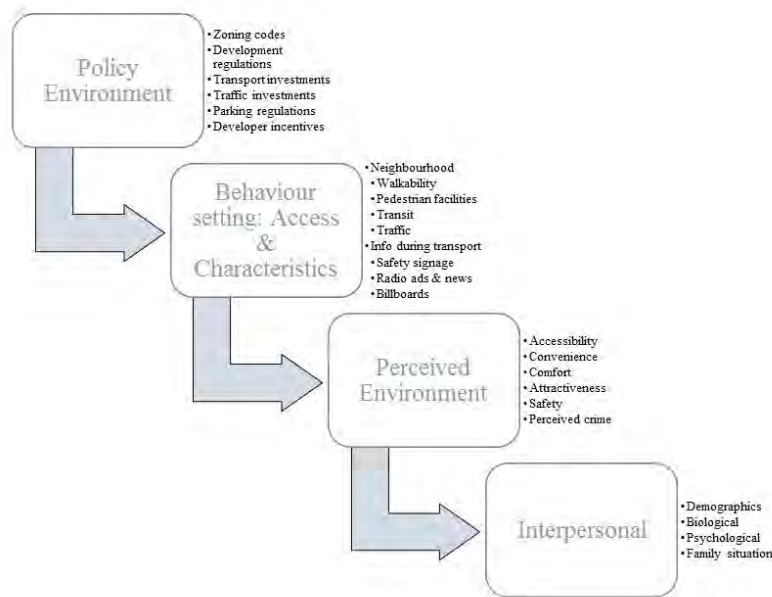 Policy
Environment
• Zoning codes
• Development
regulations
• Transport investments
• Traffic investments
• Parking regulations
• Developer incentives
Behaviour
setting: Access
&
Characteristics
• Neighbourhood
• Walkability
• Pedestrian facilities
• Transit
• Traffic
• Info during transport
• Safety signage
• Radio ads & news
• Billboards
Perceived
Environment
• Accessibility
• Convenience
• Comfort
• Attractiveness
• Safety
• Perceived crime
Interpersonal
• Demographics
• Biological
• Psychological
• Family situation